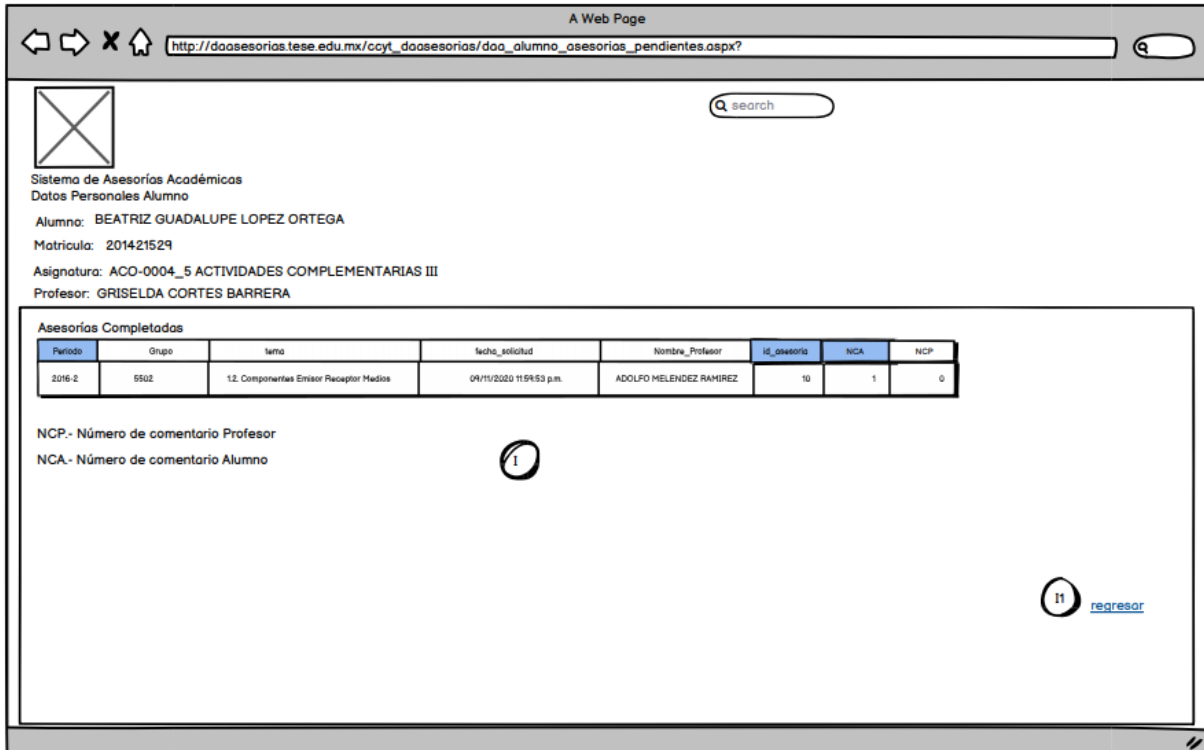 A Web Page
http://daasesorias.tese.edu.mx/ccyt_daasesorias/daa_alumno_asesorias_pendientes.aspx?
search
Sistema de Asesorías Académicas
Datos Personales Alumno
Alumno: BEATRIZ GUADALUPE LOPEZ ORTEGA
Matricula: 201421529
Asignatura: ACO-0004_5 ACTIVIDADES COMPLEMENTARIAS III
Profesor: GRISELDA CORTES BARRERA
Asesorías Completadas
Periodo Grupo tema fecha_solicitud Nombre_Profesor id_asesoria NCA NCP
2016-2 5502 1.2. Componentes Emisor Receptor Medios 09/11/2020 11:59:53 p.m. ADOLFO MELENDEZ RAMIREZ 10 1 0
NCP.- Número de comentario Profesor
NCA.- Número de comentario Alumno
I
I1 regresar